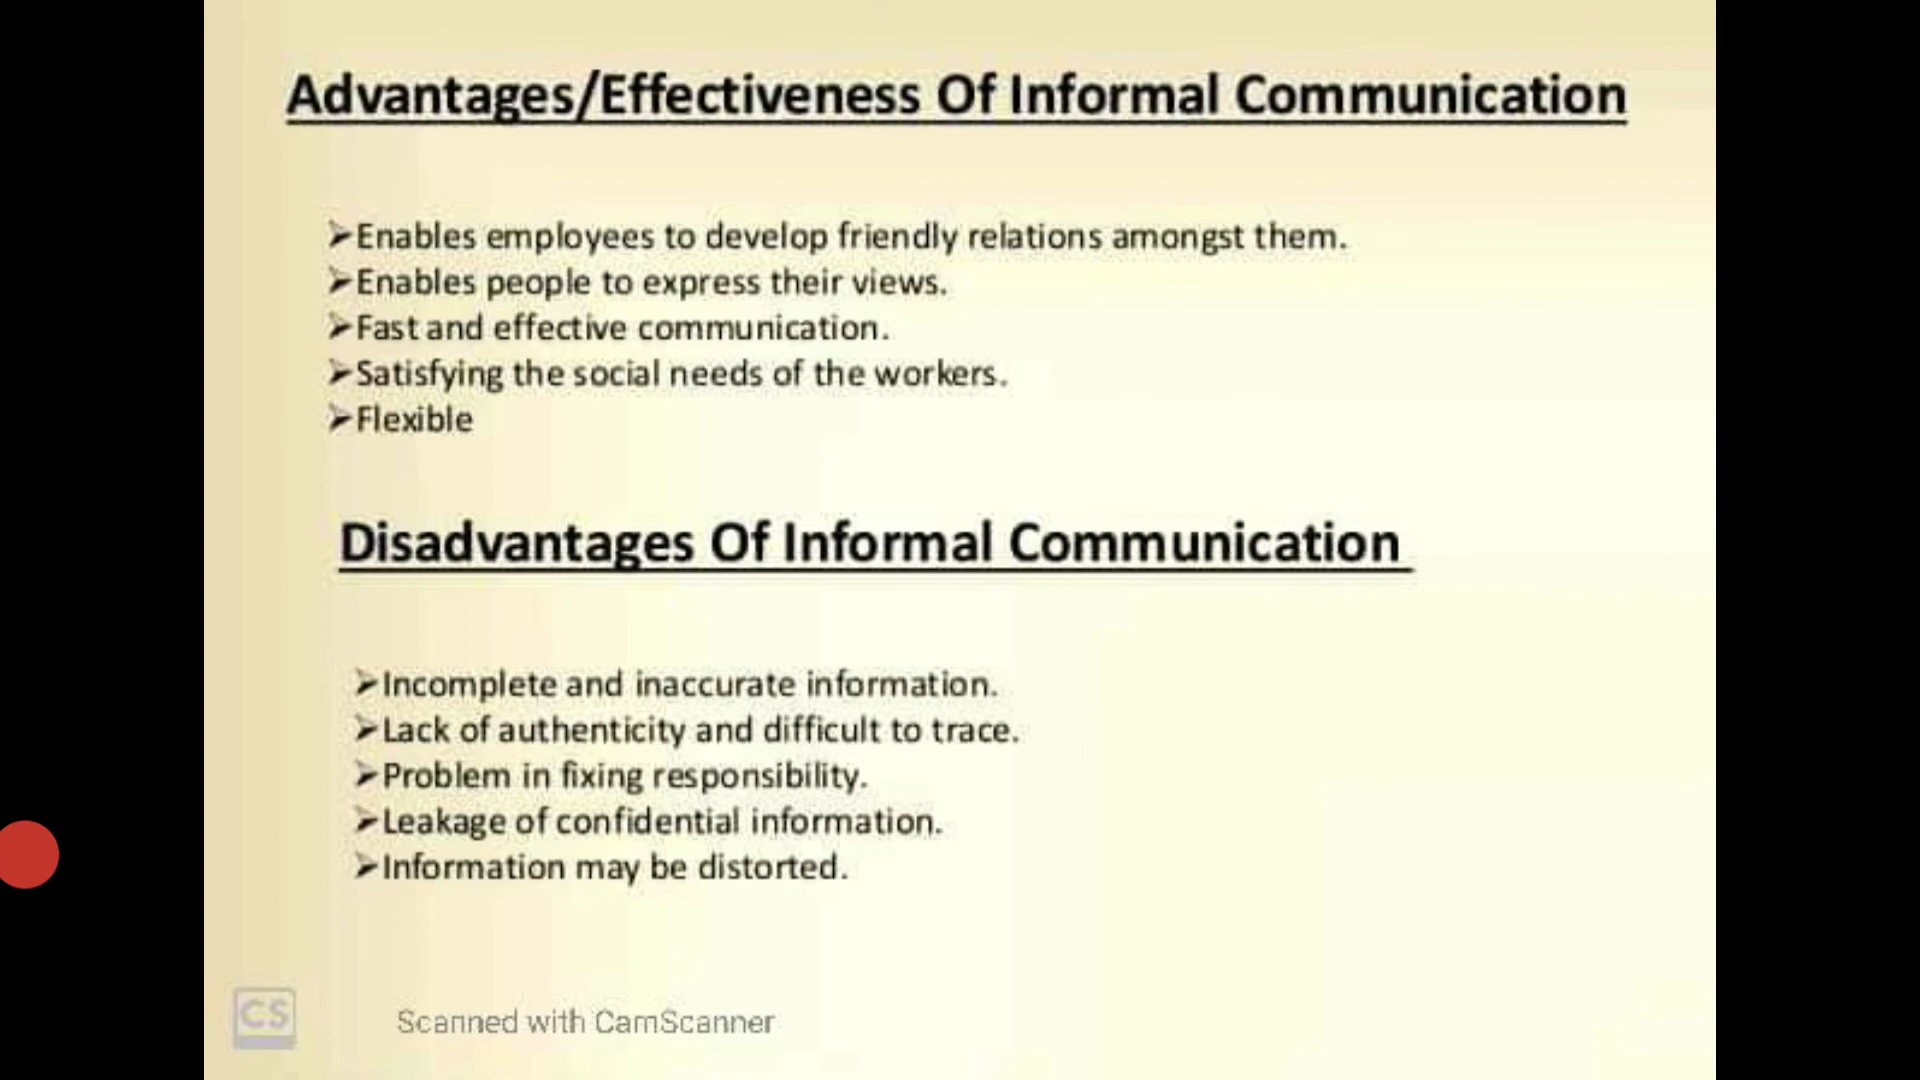 Advantages/Effectiveness Of Informal Communication
➢Enables employees to develop friendly relations amongst them.
➢Enables people to express their views.
➢Fast and effective communication.
➢Satisfying the social needs of the workers.
➢Flexible
Disadvantages Of Informal Communication
➢Incomplete and inaccurate information.
➢Lack of authenticity and difficult to trace.
➢Problem in fixing responsibility.
➢Leakage of confidential information.
➢Information may be distorted.
CS Scanned with CamScanner